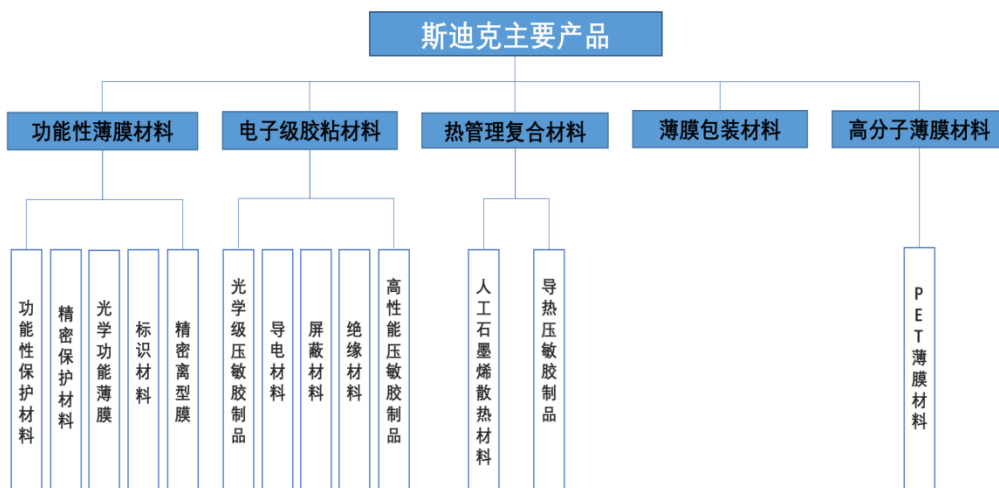 斯迪克主要产品
功能性薄膜材料
电子级胶粘材料
热管理复合材料
薄膜包装材料
高分子薄膜材料
功能性保护材料
精密保护材料
光学功能薄膜
标识材料
精密离型膜
光学级压敏胶制品
导电材料
屏蔽材料
绝缘材料
高性能压敏胶制品
人工石墨烯散热材料
导热压敏胶制品
PET薄膜材料